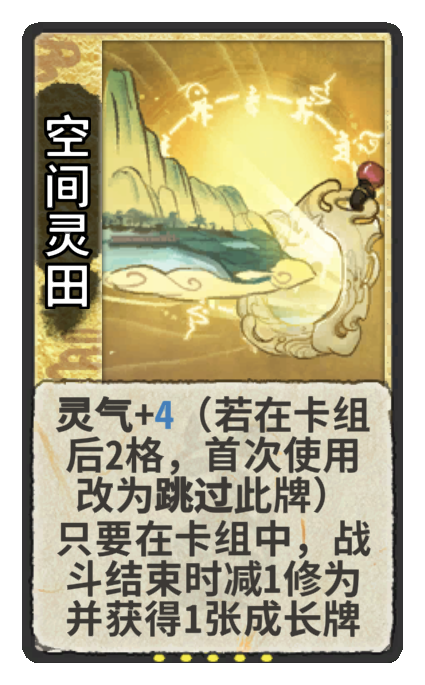 空间灵田
灵气+4（若在卡组
后2格，首次使用
改为跳过此牌）
只要在卡组中，战
斗结束时减1修为
并获得1张成长牌